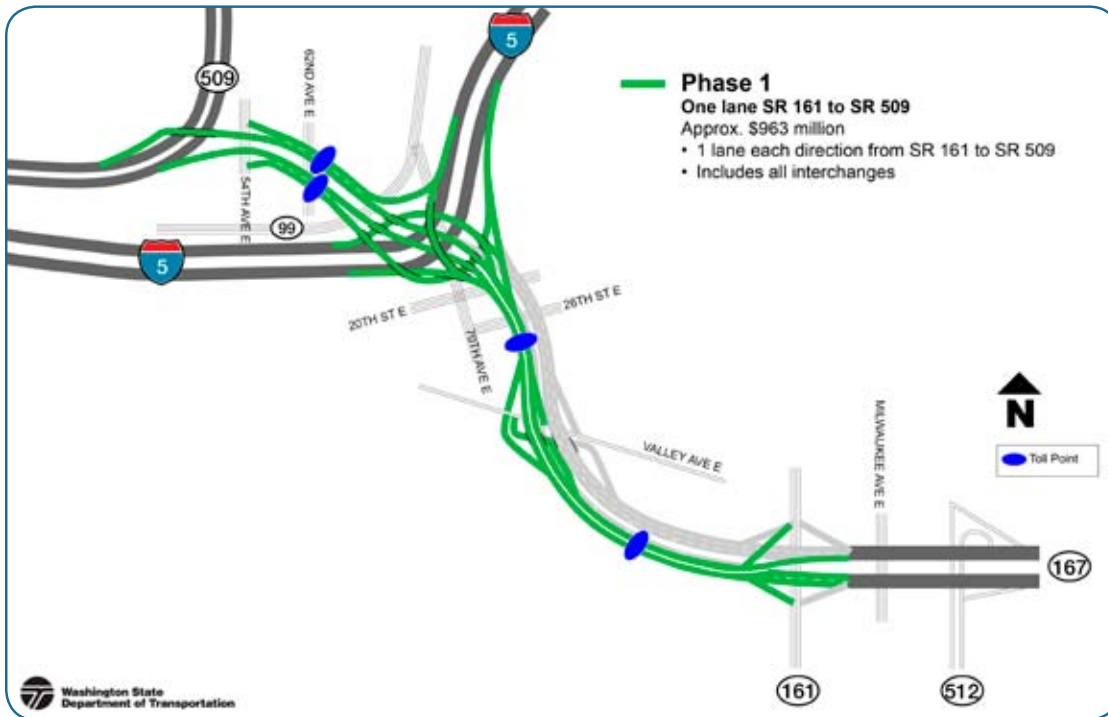 5
509
62ND AVE E
Phase 1
One lane SR 161 to SR 509
Approx. $963 million
• 1 lane each direction from SR 161 to SR 509
• Includes all interchanges
54TH AVE E
99
5
20TH ST E
26TH ST E
70TH AVE E
N
Toll Point
MILWAUKEE AVE E
VALLEY AVE E
167
161
512
Washington State
Department of Transportation